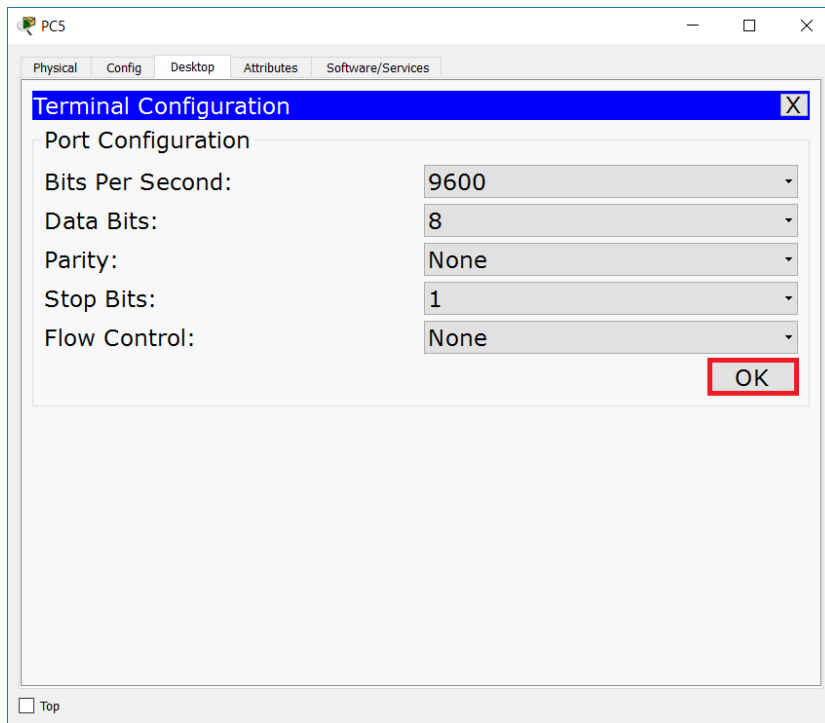 PC5
Physical Config Desktop Attributes Software/Services
Terminal Configuration X
Port Configuration
Bits Per Second: 9600
Data Bits: 8
Parity: None
Stop Bits: 1
Flow Control: None
OK
Top